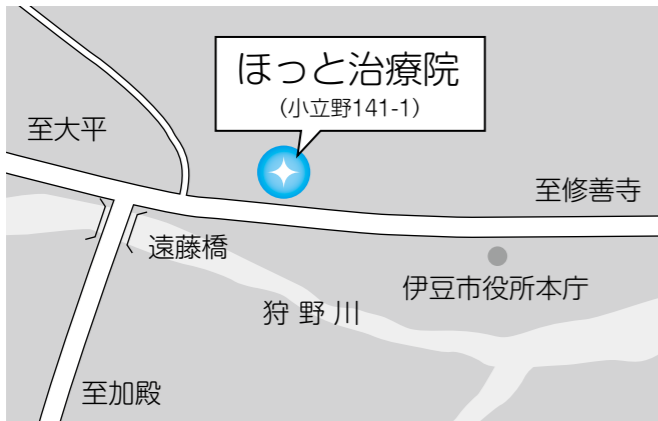 ほっと治療院
(小立野141-1)
至大平
至修善寺
遠藤橋
伊豆市役所本庁
狩野川
至加殿